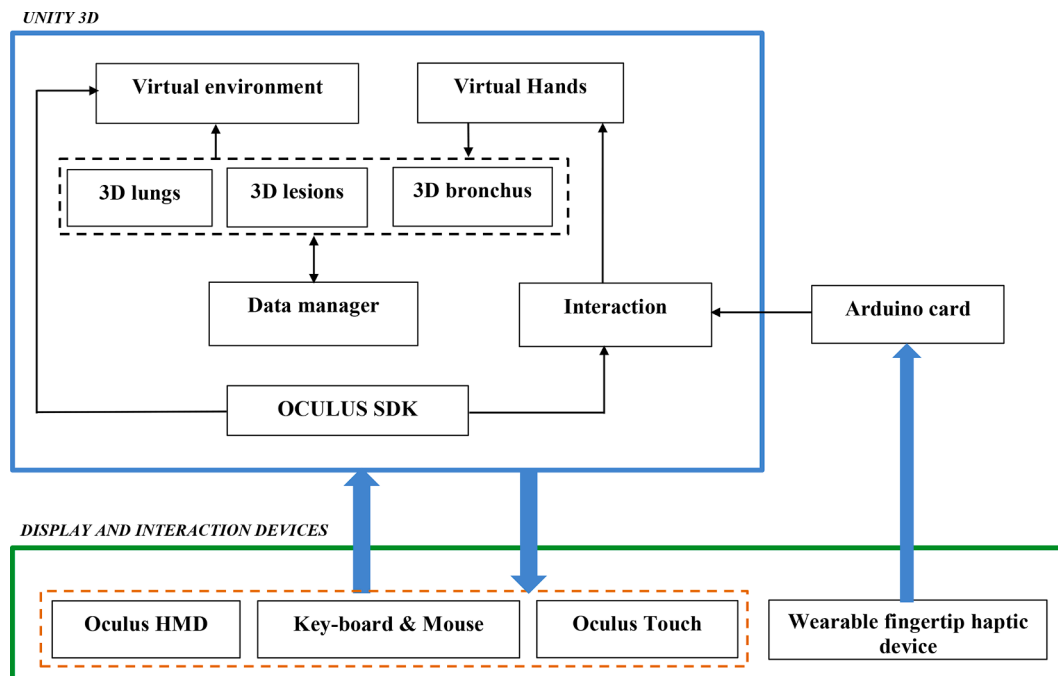 UNITY 3D
Virtual environment
Virtual Hands
3D lungs
3D lesions
3D bronchus
Data manager
Interaction
Arduino card
OCULUS SDK
DISPLAY AND INTERACTION DEVICES
Oculus HMD
Key-board & Mouse
Oculus Touch
Wearable fingertip haptic
device